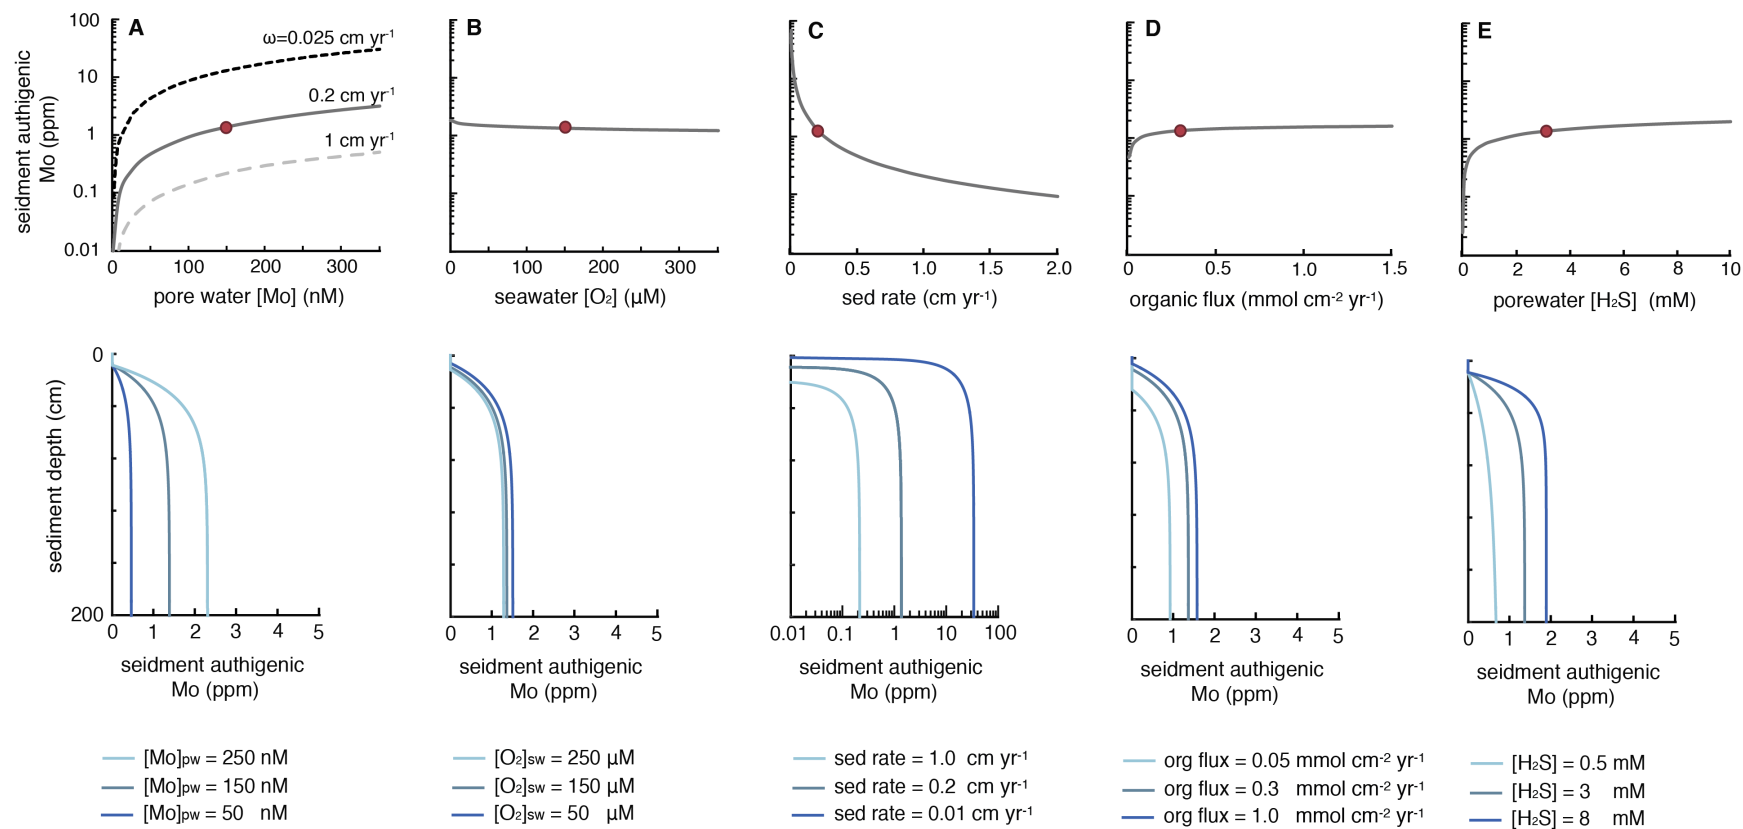 A
B
C
D
E
seidment authigenic
Mo (ppm)
100
10
1
0.1
0.01
ω=0.025 cm yr-1
0.2 cm yr-1
1 cm yr-1
0 100 200 300
0 100 200 300
0 0.5 1.0 1.5 2.0
0 0.5 1.0 1.5
0 2 4 6 8 10
pore water [Mo] (nM)
seawater [O2] (µM)
sed rate (cm yr-1)
organic flux (mmol cm-2 yr-1)
porewater [H2S] (mM)
sediment depth (cm)
0
200
0 1 2 3 4 5
0 1 2 3 4 5
0.01 0.1 1 10 100
0 1 2 3 4 5
0 1 2 3 4 5
seidment authigenic
Mo (ppm)
seidment authigenic
Mo (ppm)
seidment authigenic
Mo (ppm)
seidment authigenic
Mo (ppm)
seidment authigenic
Mo (ppm)
[Mo]pw = 250 nM
[Mo]pw = 150 nM
[Mo]pw = 50 nM
[O2]sw = 250 µM
[O2]sw = 150 µM
[O2]sw = 50 µM
sed rate = 1.0 cm yr-1
sed rate = 0.2 cm yr-1
sed rate = 0.01 cm yr-1
org flux = 0.05 mmol cm-2 yr-1
org flux = 0.3 mmol cm-2 yr-1
org flux = 1.0 mmol cm-2 yr-1
[H2S] = 0.5 mM
[H2S] = 3 mM
[H2S] = 8 mM